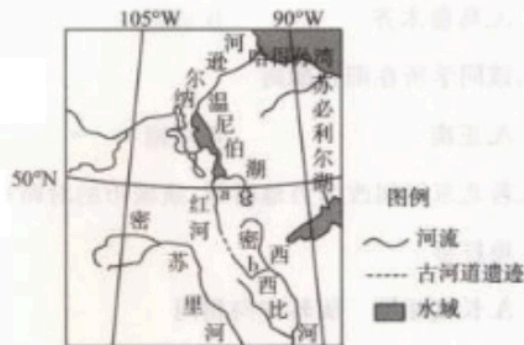 105°W
90°W
哈得孙湾
纳尔逊河
温尼伯湖
苏必利尔湖
50°N
a
红河
密苏里河
密西西比河
b
图例
河流
古河道遗迹
水域